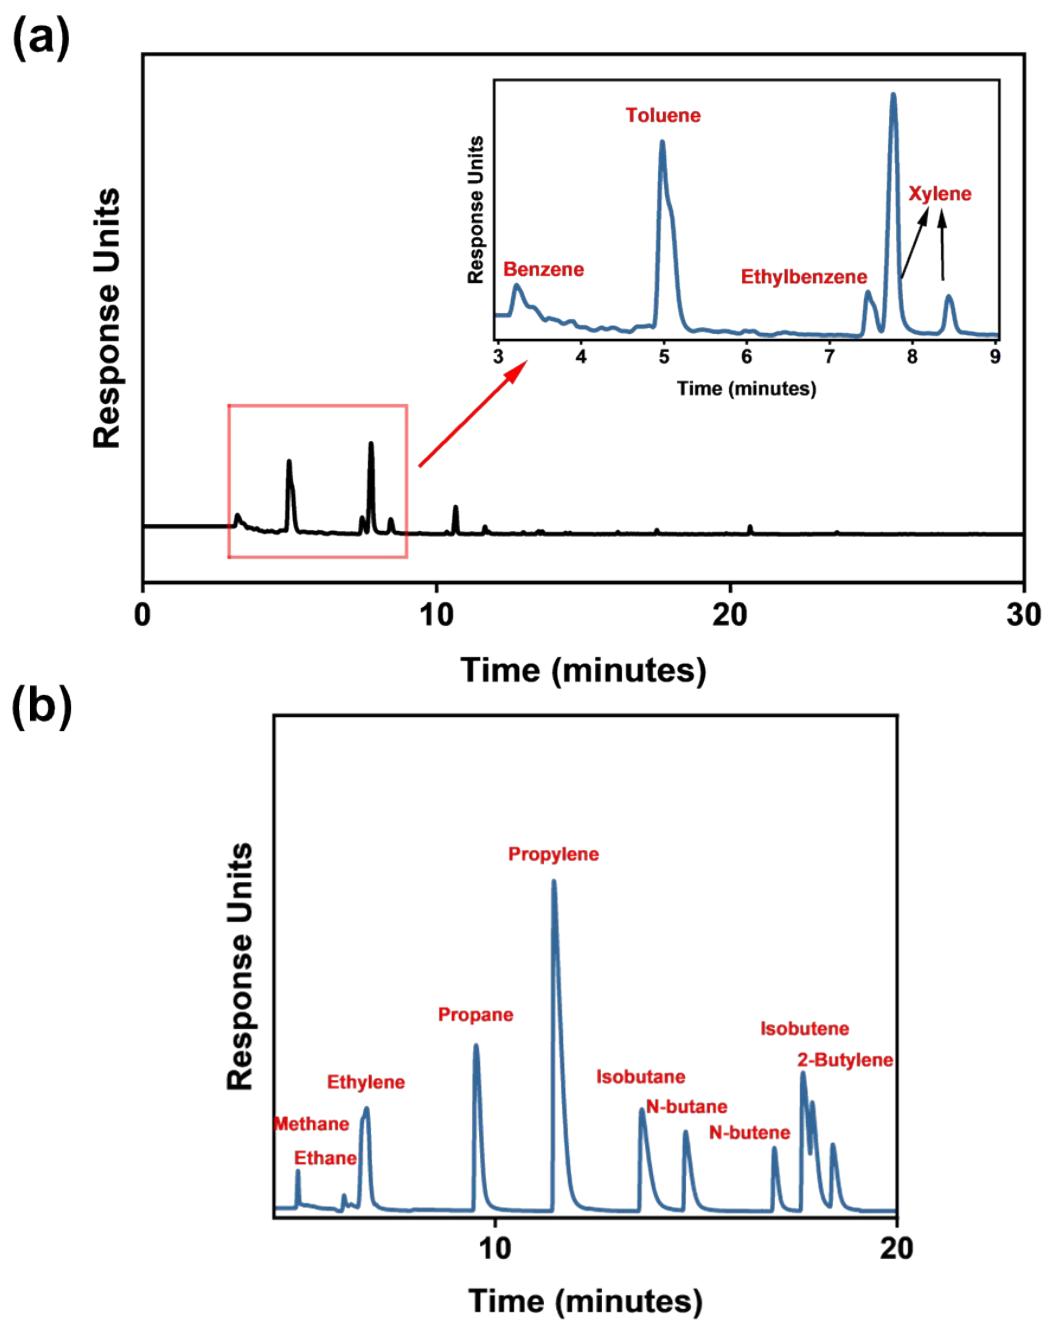 (a)
Response Units
Response Units
Toluene
Xylene
Benzene
Ethylbenzene
3 4 5 6 7 8 9
Time (minutes)
0 10 20 30
Time (minutes)
(b)
Response Units
Propylene
Propane
Isobutene
2-Butylene
Ethylene
Isobutane
N-butane
Methane
N-butene
Ethane
10 20
Time (minutes)